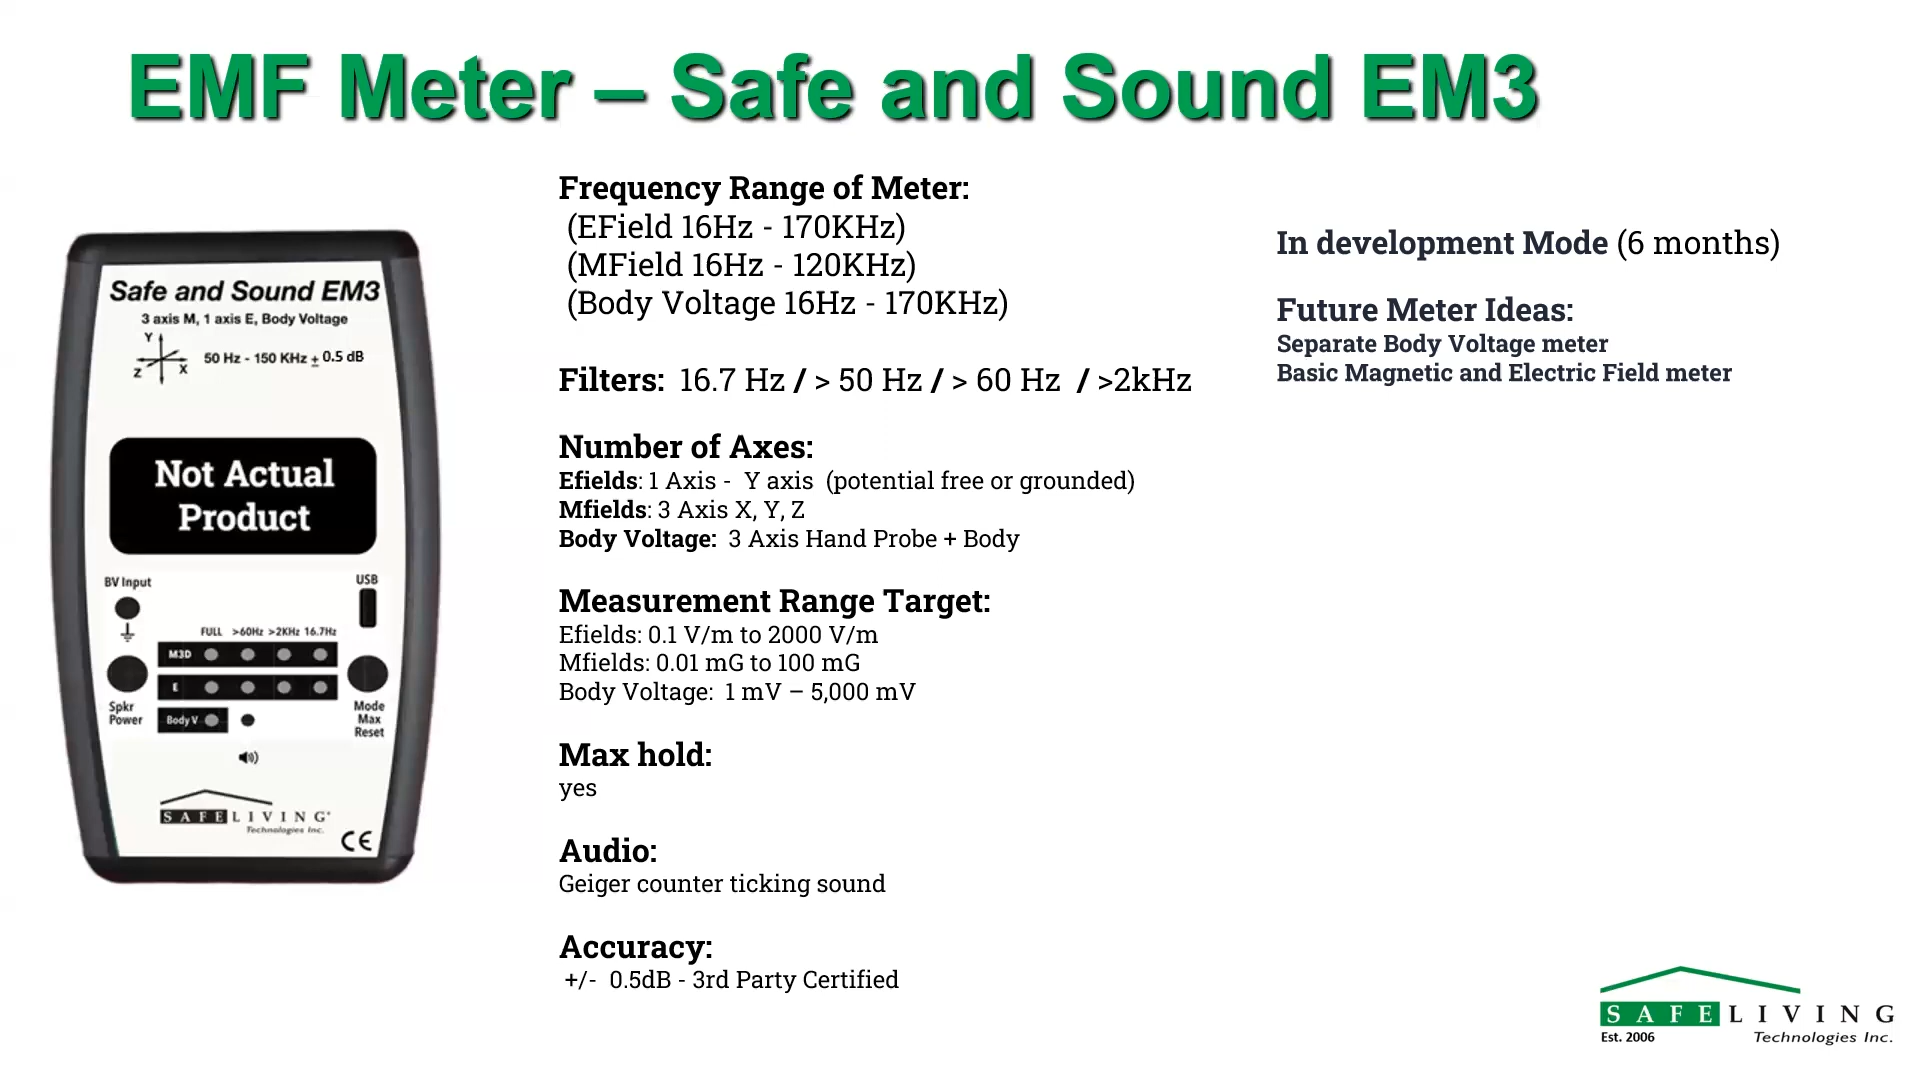 EMF Meter – Safe and Sound EM3
Safe and Sound EM3
3 axis M, 1 axis E, Body Voltage
Y
Z X
50 Hz - 150 KHz ± 0.5 dB
Not Actual
Product
BV Input
USB
FULL >60Hz >2KHz 16.7Hz
M3D
E
Spkr
Power
Body V
Mode
Max
Reset
SAFELIVING®
Technologies Inc.
CE
Frequency Range of Meter:
(EField 16Hz - 170KHz)
(MField 16Hz - 120KHz)
(Body Voltage 16Hz - 170KHz)
Filters: 16.7 Hz / > 50 Hz / > 60 Hz / >2kHz
Number of Axes:
Efields: 1 Axis - Y axis (potential free or grounded)
Mfields: 3 Axis X, Y, Z
Body Voltage: 3 Axis Hand Probe + Body
Measurement Range Target:
Efields: 0.1 V/m to 2000 V/m
Mfields: 0.01 mG to 100 mG
Body Voltage: 1 mV – 5,000 mV
Max hold:
yes
Audio:
Geiger counter ticking sound
Accuracy:
+/- 0.5dB - 3rd Party Certified
In development Mode (6 months)
Future Meter Ideas:
Separate Body Voltage meter
Basic Magnetic and Electric Field meter
SAFELIVING
Est. 2006 Technologies Inc.